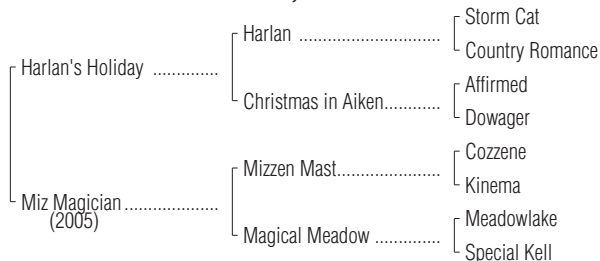 Storm Cat
Harlan ................................
Country Romance
Harlan's Holiday ..............
Affirmed
Christmas in Aiken............
Dowager
Cozzene
Mizzen Mast......................
Kinema
Miz Magician ....................
(2005)
Meadowlake
Magical Meadow ..............
Special Kell